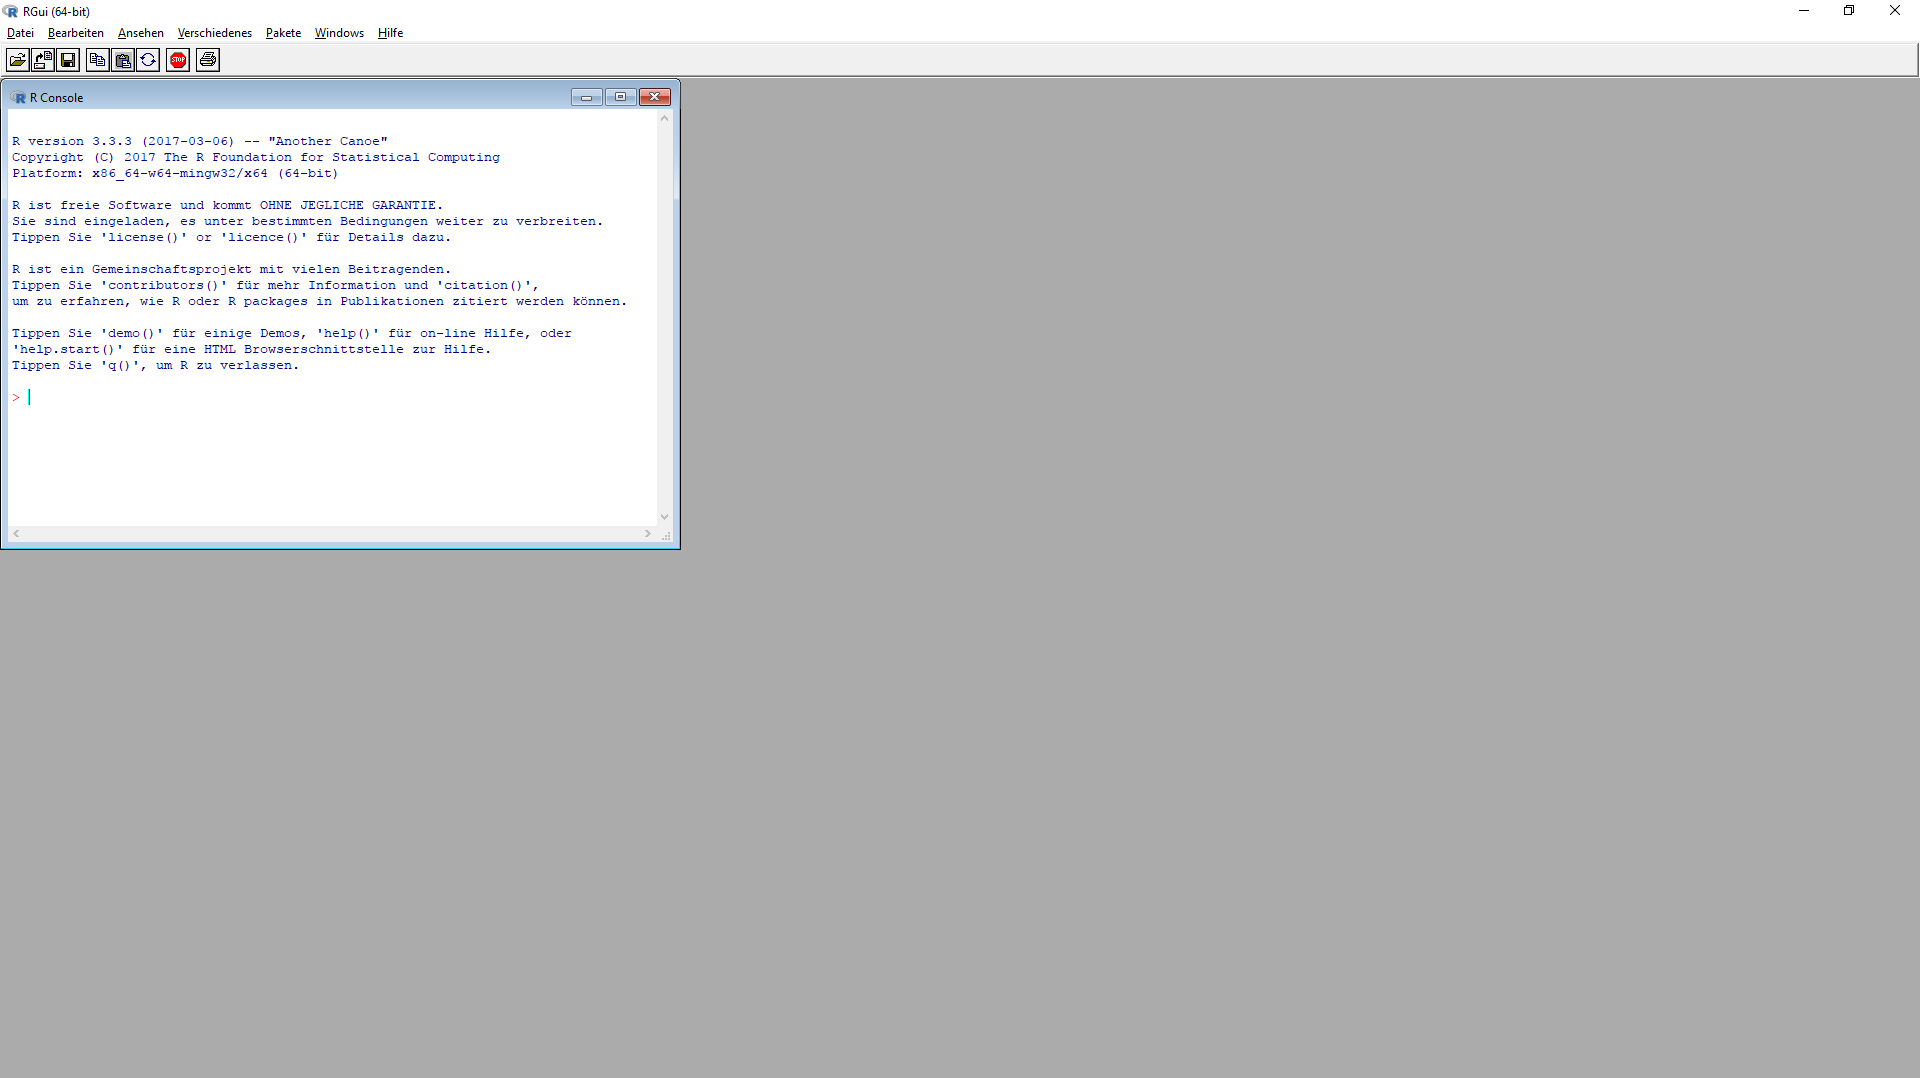 RGui (64-bit)
Datei Bearbeiten Ansehen Verschiedenes Pakete Windows Hilfe
STOP
R Console
R version 3.3.3 (2017-03-06) -- "Another Canoe"
Copyright (C) 2017 The R Foundation for Statistical Computing
Platform: x86_64-w64-mingw32/x64 (64-bit)
R ist freie Software und kommt OHNE JEGLICHE GARANTIE.
Sie sind eingeladen, es unter bestimmten Bedingungen weiter zu verbreiten.
Tippen Sie 'license()' or 'licence()' für Details dazu.
R ist ein Gemeinschaftsprojekt mit vielen Beitragenden.
Tippen Sie 'contributors()' für mehr Information und 'citation()',
um zu erfahren, wie R oder R packages in Publikationen zitiert werden können.
Tippen Sie 'demo()' für einige Demos, 'help()' für on-line Hilfe, oder
'help.start()' für eine HTML Browserschnittstelle zur Hilfe.
Tippen Sie 'q()', um R zu verlassen.
>